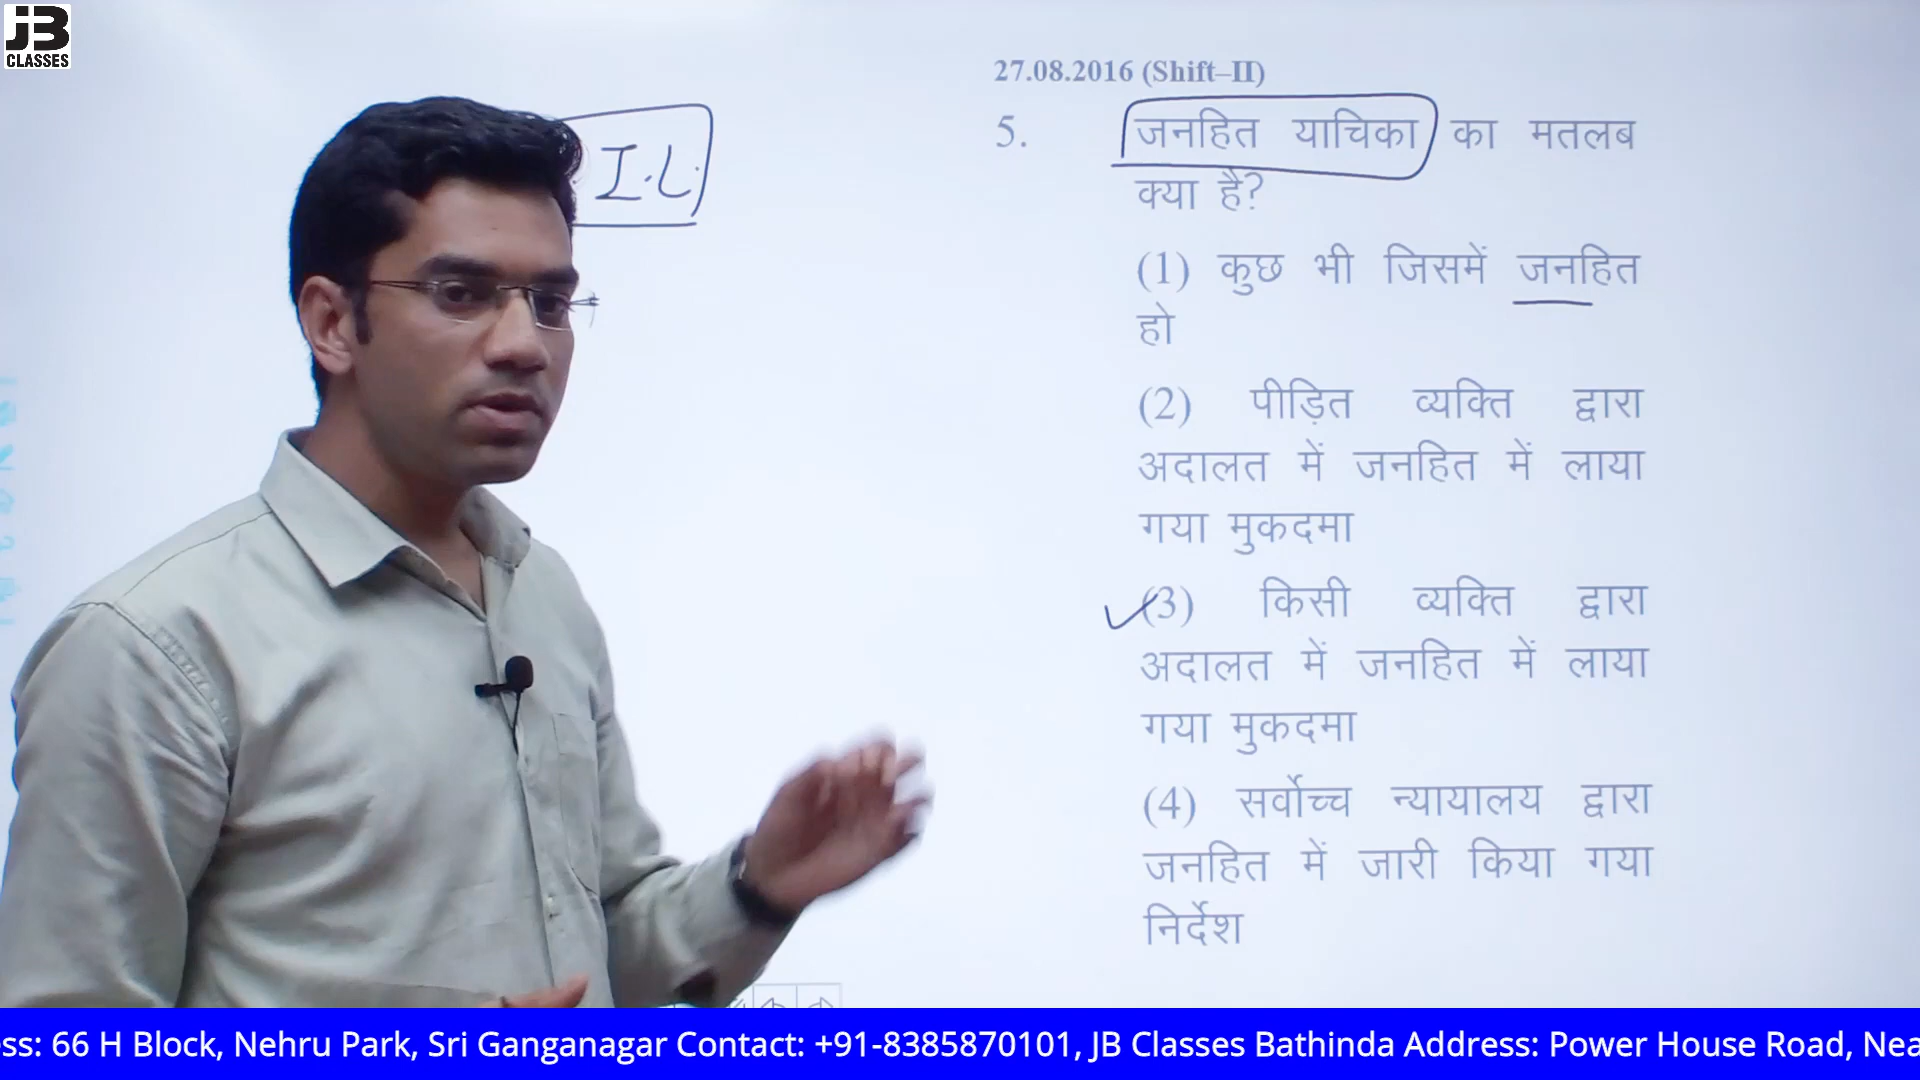 JB
CLASSES
27.08.2016 (Shift–II)
I.L.
5. जनहित याचिका का मतलब
क्या है?
(1) कुछ भी जिसमें जनहित
हो
(2) पीड़ित व्यक्ति द्वारा
अदालत में जनहित में लाया
गया मुकदमा
(3) किसी व्यक्ति द्वारा
अदालत में जनहित में लाया
गया मुकदमा
(4) सर्वोच्च न्यायालय द्वारा
जनहित में जारी किया गया
निर्देश
ss: 66 H Block, Nehru Park, Sri Ganganagar Contact: +91-8385870101, JB Classes Bathinda Address: Power House Road, Nea